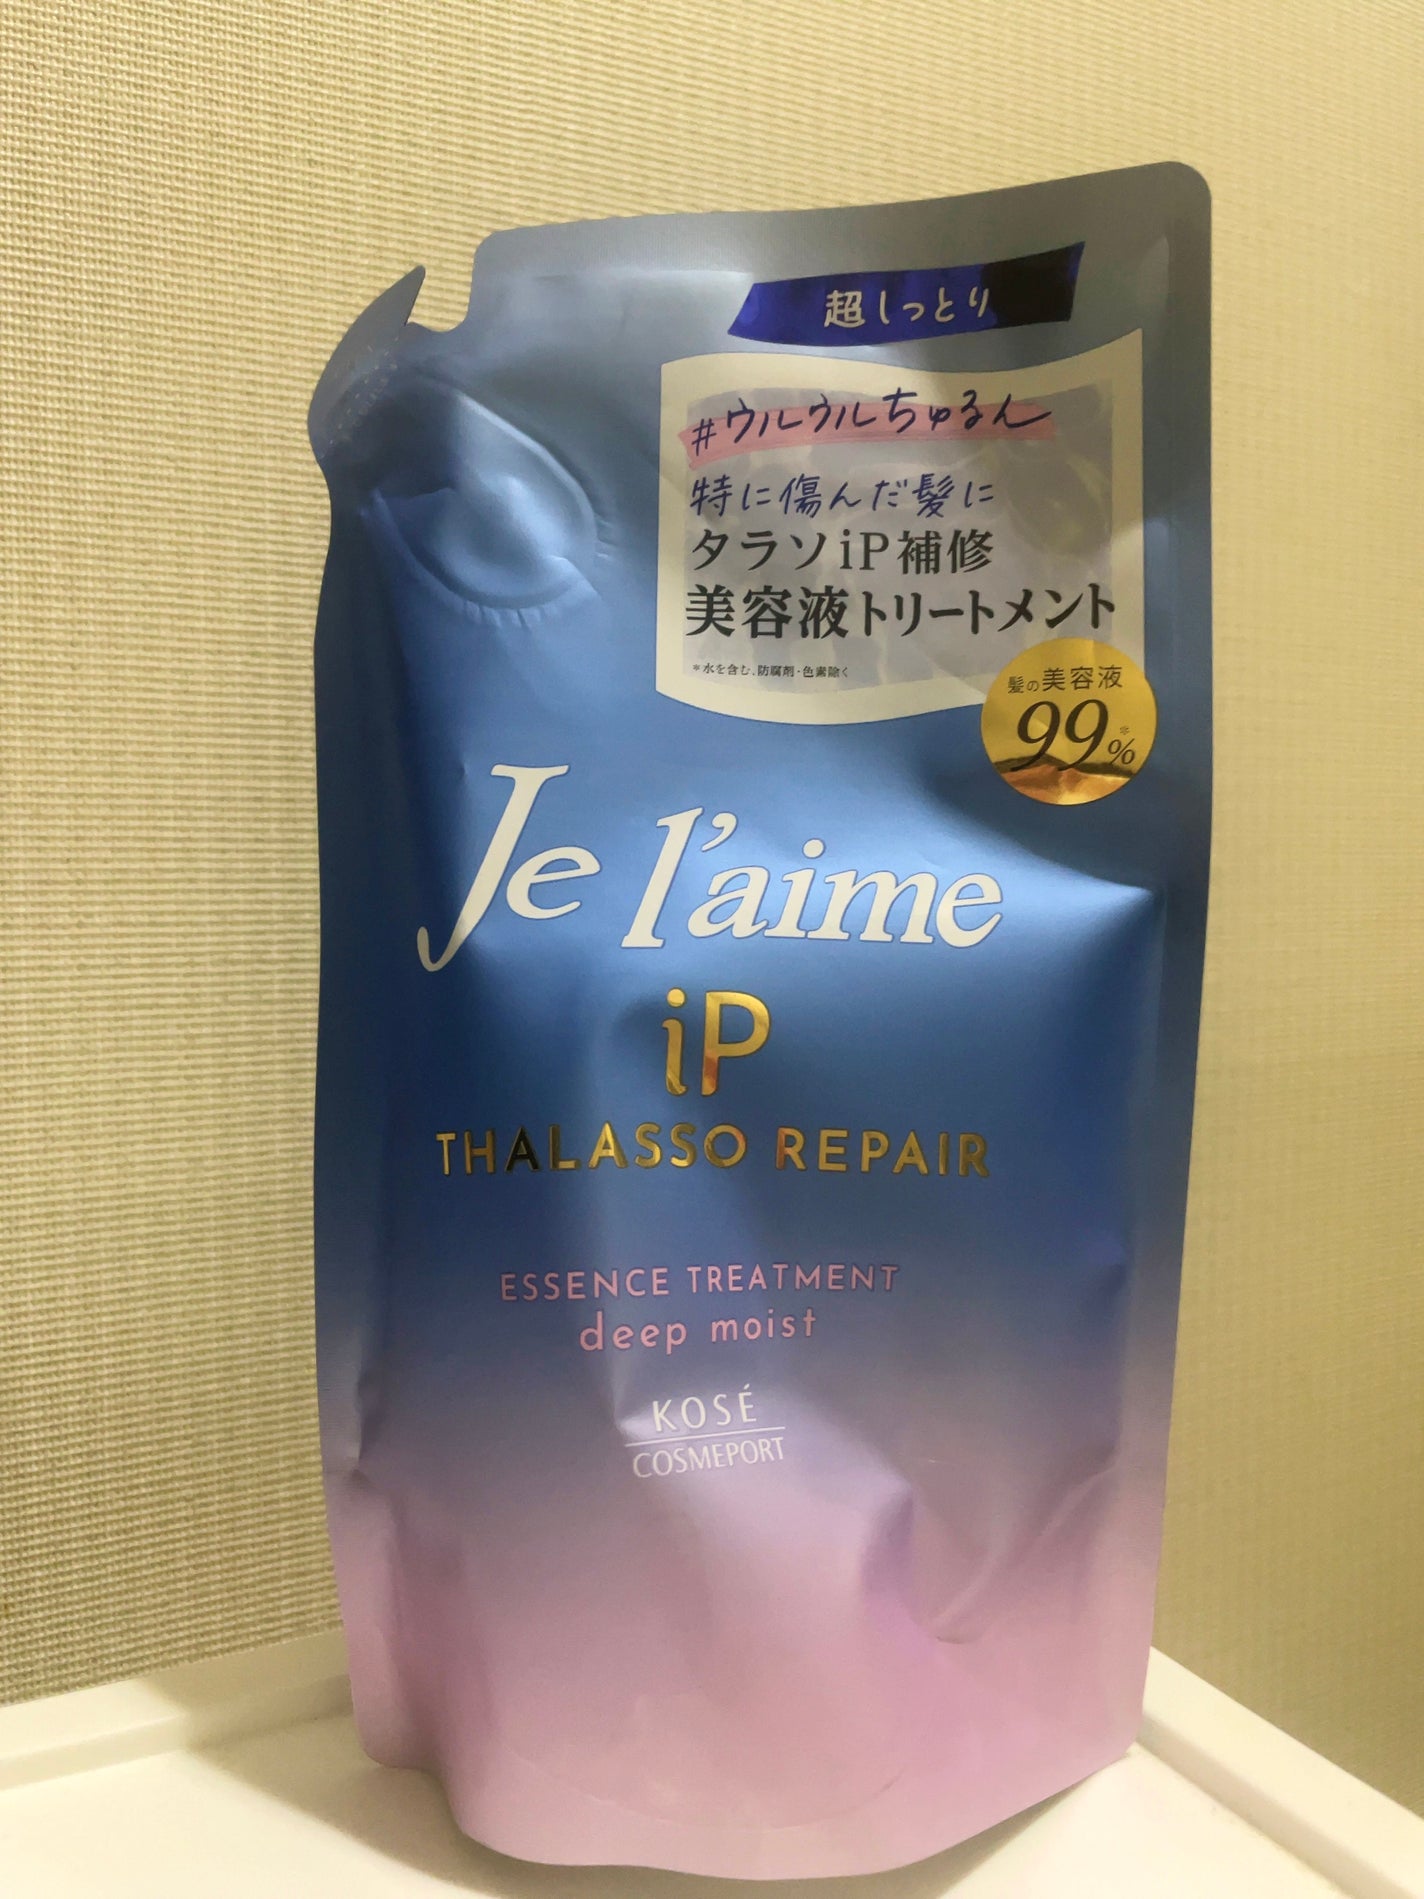 超しっとり
#ウルウルちゅるん
特に傷んだ髪に
タラソiP補修
美容液トリートメント
*水を含む、防腐剤・色素除く
髪の美容液
99*%
Je l'aime
iP
THALASSO REPAIR
ESSENCE TREATMENT
deep moist
KOSÉ
COSMEPORT